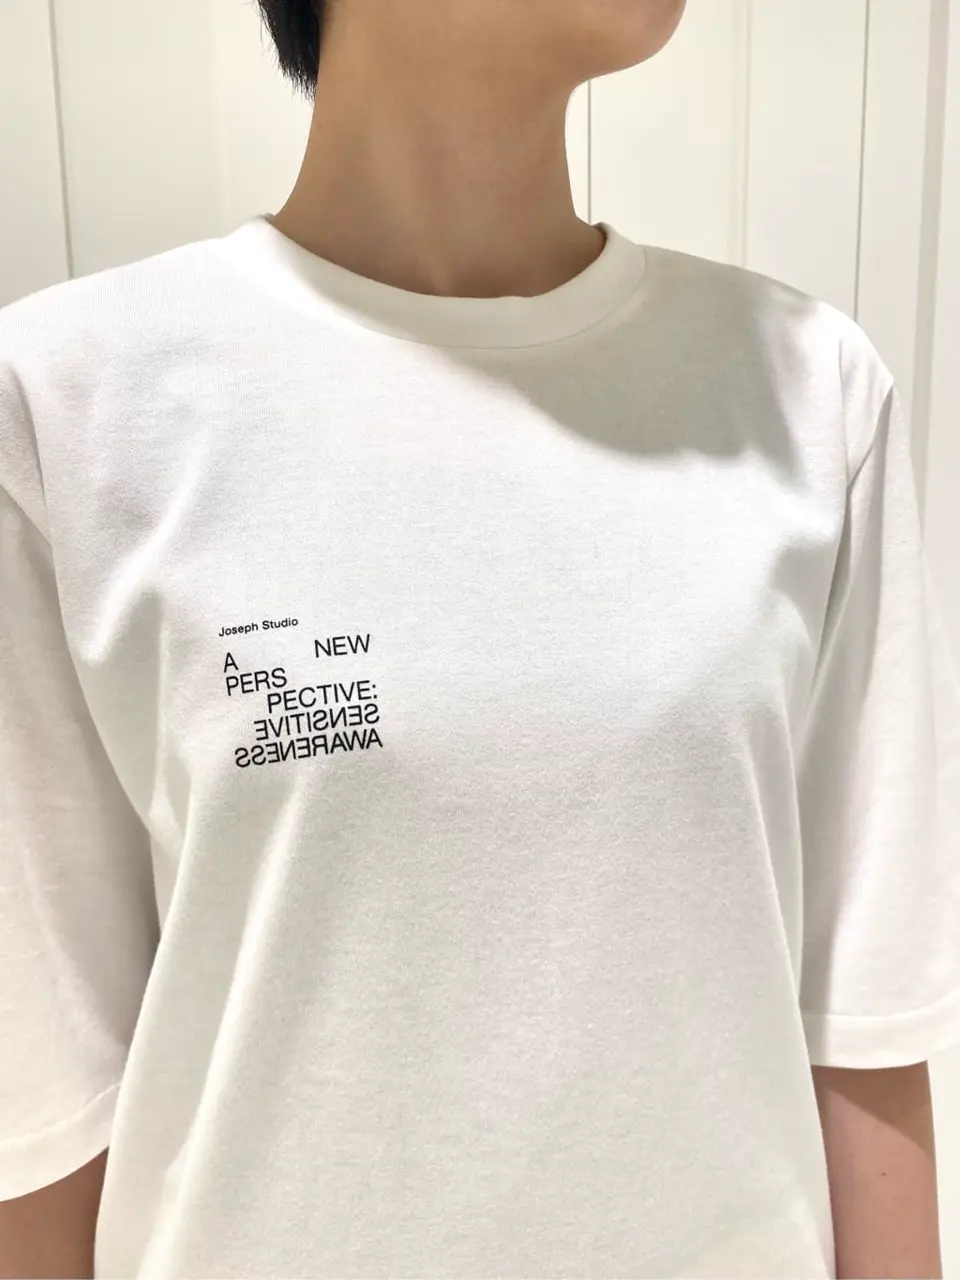 Joseph Studio
A NEW
PERS
PECTIVE:
SENSITIVE
AWARENESS